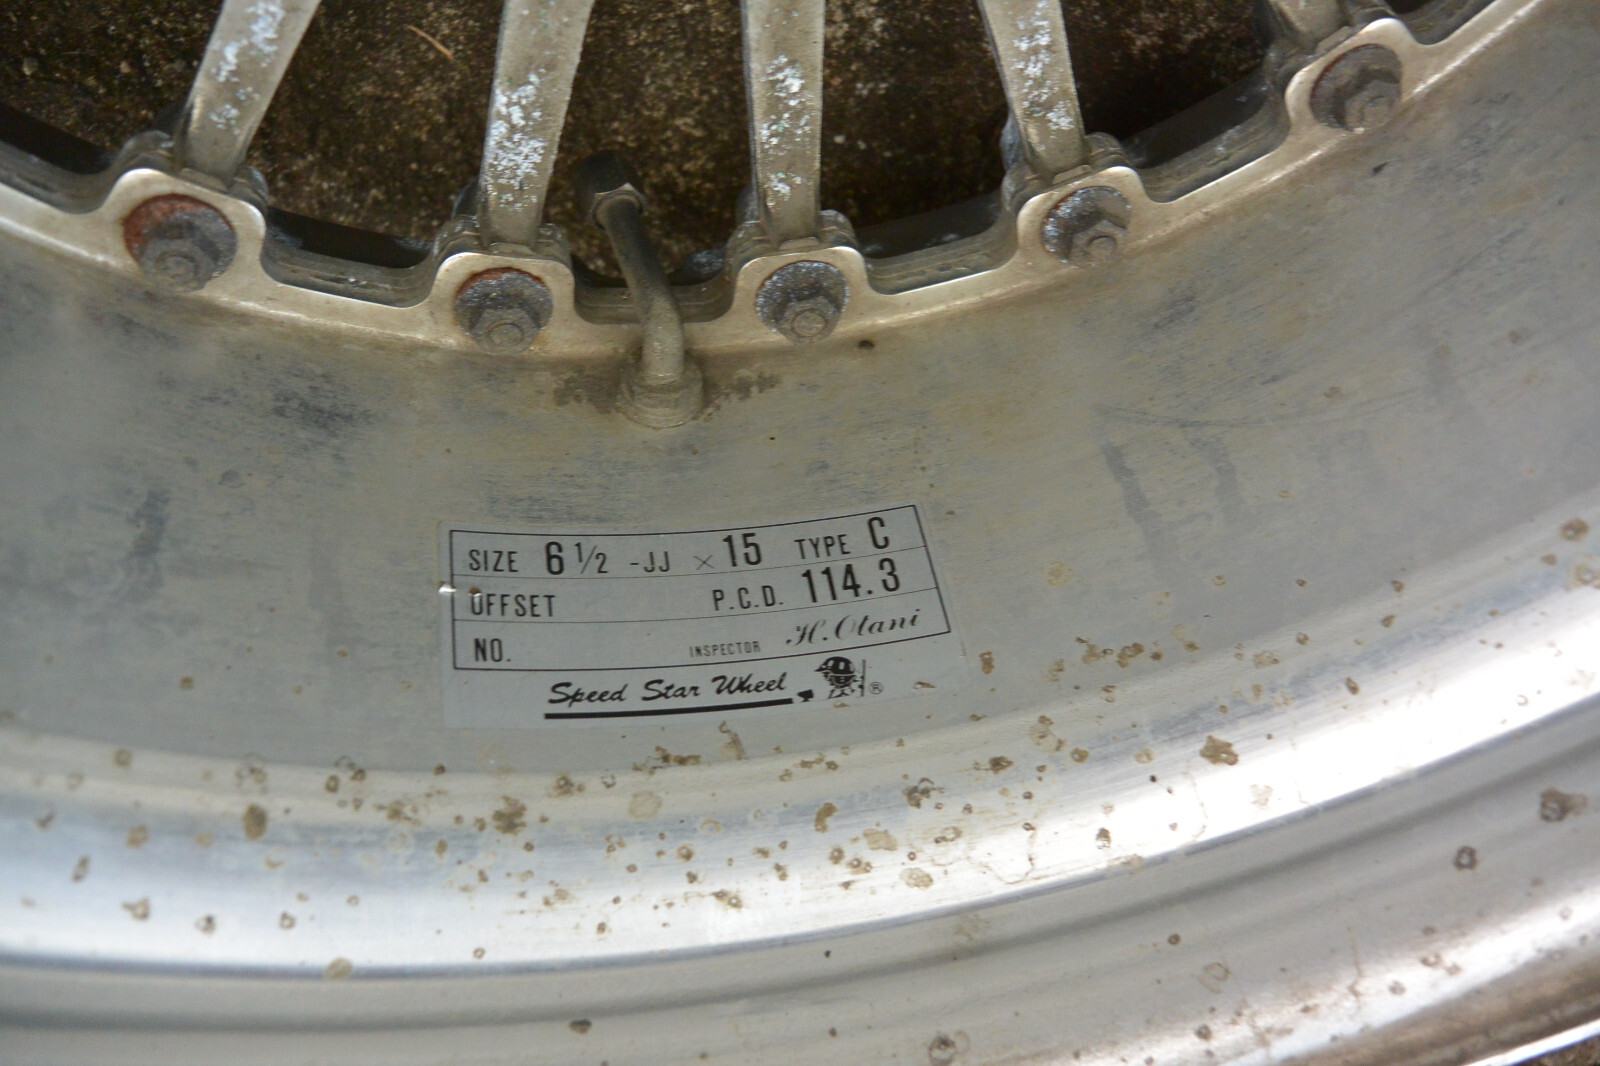 SIZE 6 1/2 -JJ × 15 TYPE C
OFFSET P.C.D. 114.3
NO. INSPECTOR H. Otani
Speed Star Wheel ®